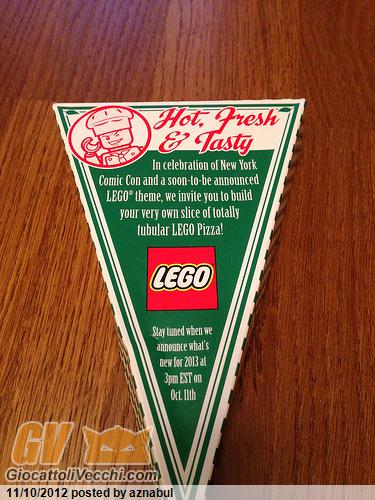 Hot, Fresh
& Tasty
In celebration of New York
Comic Con and a soon-to-be announced
LEGO® theme, we invite you to build
your very own slice of totally
tubular LEGO Pizza!
LEGO
Stay tuned when we
announce what's
new for 2013 at
3pm EST on
Oct. 11th
GV
GiocattoliVecchi.com
11/10/2012 posted by aznabul